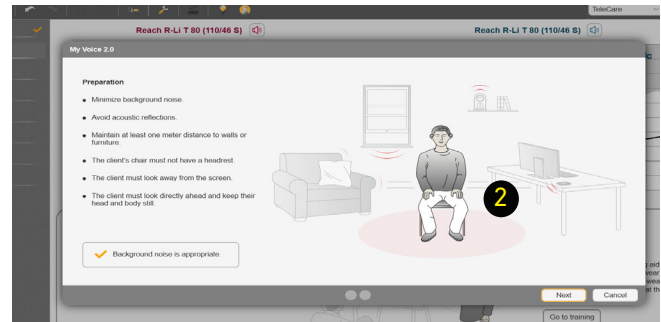 TeleCare
Reach R-Li T 80 (110/46 S)
Reach R-Li T 80 (110/46 S)
My Voice 2.0
Preparation
Minimize background noise.
Avoid acoustic reflections.
Maintain at least one meter distance to walls or
furniture.
The client's chair must not have a headrest.
The client must look away from the screen.
The client must look directly ahead and keep their
head and body still.
2
Background noise is appropriate.
Next
Cancel
Go to training